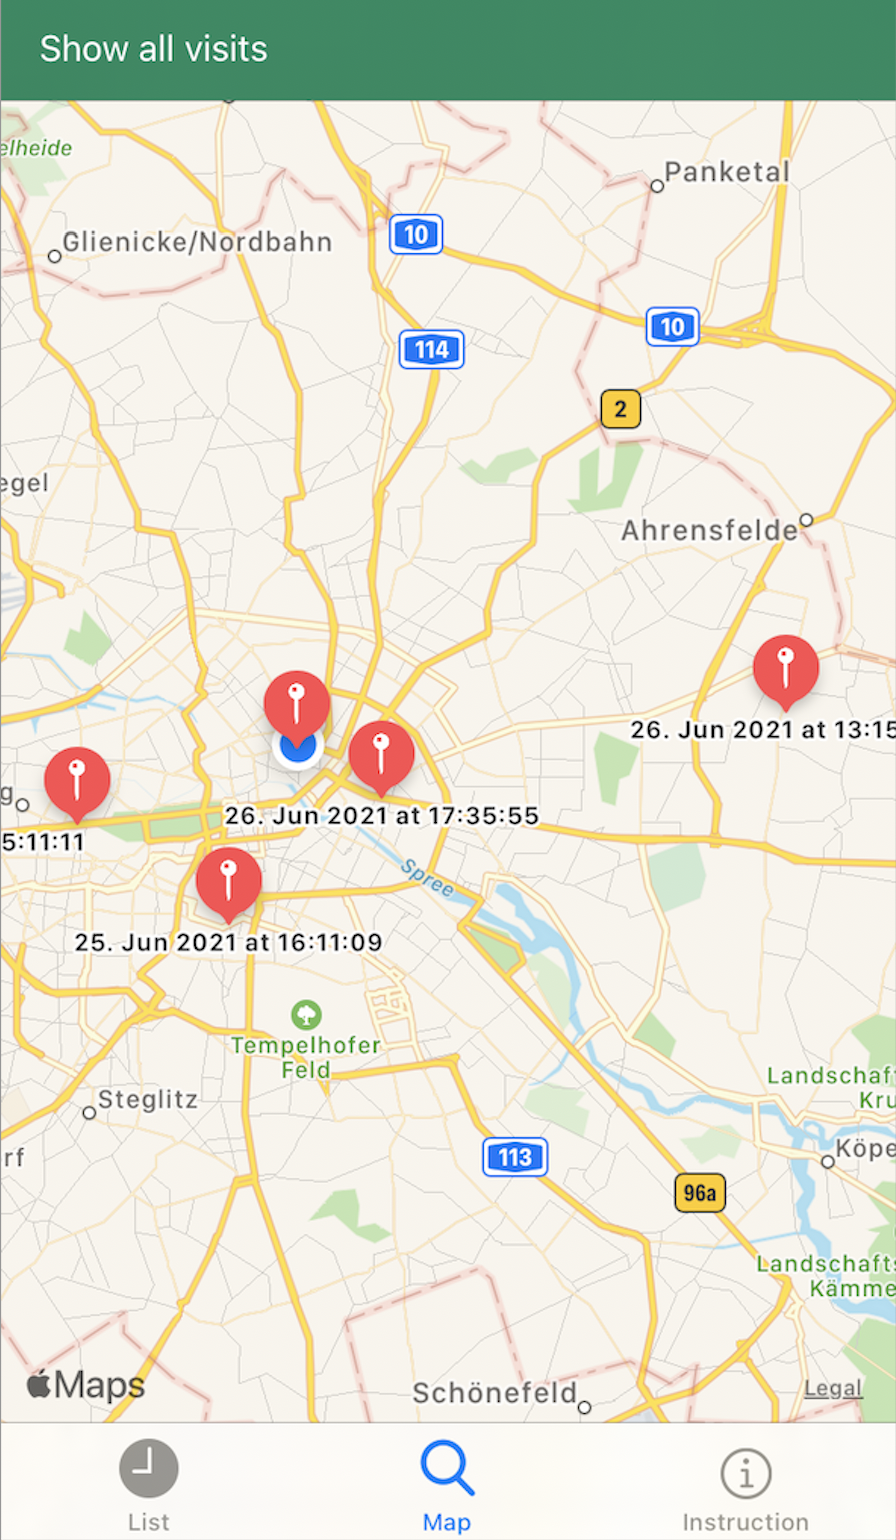 Show all visits
elheide
Panketal
Glienicke/Nordbahn
10
10
114
2
egel
Ahrensfelde
26. Jun 2021 at 13:15
g
26. Jun 2021 at 17:35:55
5:11:11
Spree
25. Jun 2021 at 16:11:09
Tempelhofer
Feld
Landschaf
Kru
Steglitz
rf
Köpe
113
96a
Landschafts
Kämme
Maps
Schönefeld
Legal
List
Map
Instruction